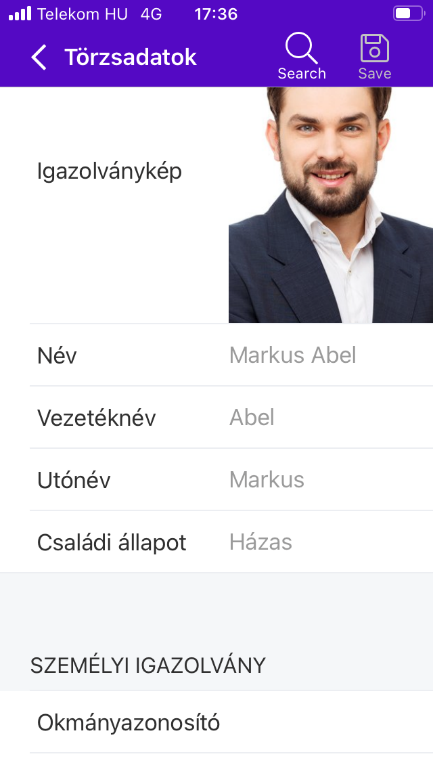 Telekom HU 4G 17:36
Törzsadatok
Search
Save
Igazolványkép
Név Markus Abel
Vezetéknév Abel
Utónév Markus
Családi állapot Házas
SZEMÉLYI IGAZOLVÁNY
Okmányazonosító